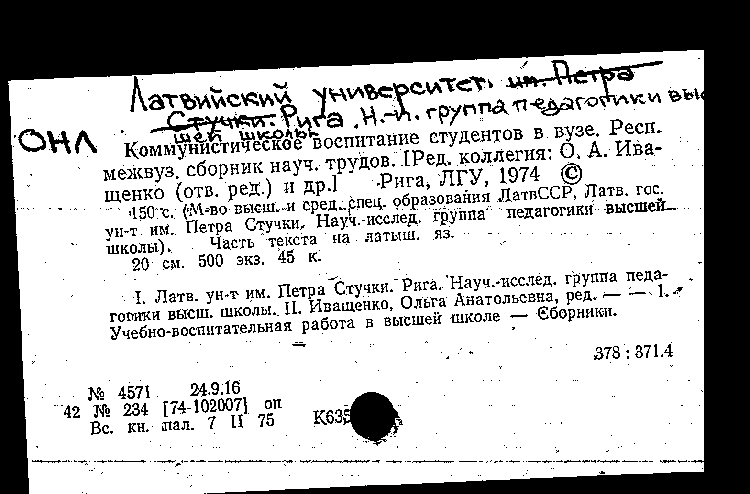 Латвийский университет. им. Петра
Стучки. Рига. Н.-и. группа педагогики выс
шей школы
ОНЛ
Коммунистическое воспитание студентов в вузе. Респ.
межвуз. сборник науч. трудов. [Ред. коллегия: О. А. Ива-
щенко (отв. ред.) и др.] Рига, ЛГУ, 1974 ©
150 с. (М-во высш. и сред. спец. образования ЛатвССР, Латв. гос.
ун-т им. Петра Стучки, Науч.-исслед. группа педагогики высшей
школы). Часть текста на латыш. яз.
20 см. 500 экз. 45 к.
I. Латв. ун-т им. Петра Стучки. Рига. Науч.-исслед. группа педа-
гогики высш. школы. II. Иващенко, Ольга Анатольевна, ред. — — 1.
Учебно-воспитательная работа в высшей школе — Сборники.
378 : 371.4
№ 4571 24.9.16
42 № 234 [74-102007] оп
Вс. кн. пал. 7 II 75 К635